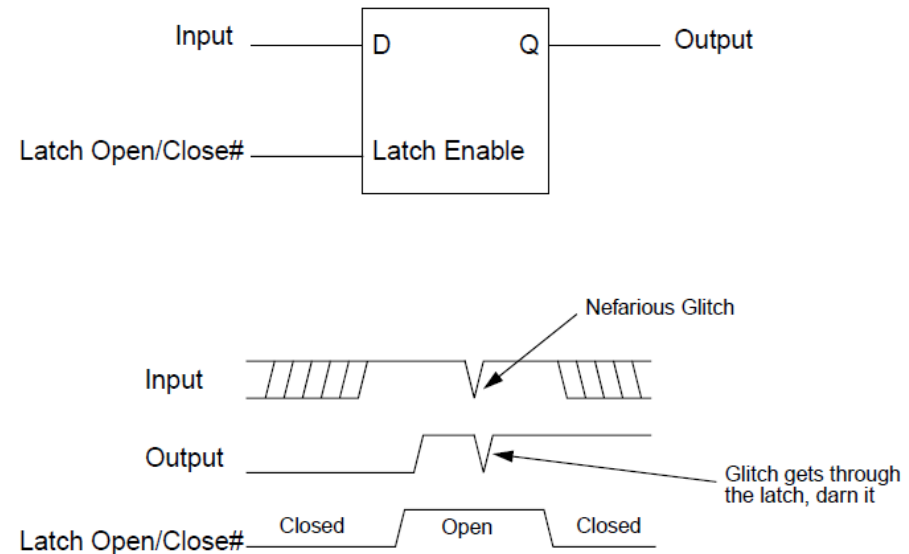 Input
D
Q
Output
Latch Open/Close#
Latch Enable
Nefarious Glitch
Input
Output
Glitch gets through
the latch, darn it
Latch Open/Close#
Closed
Open
Closed